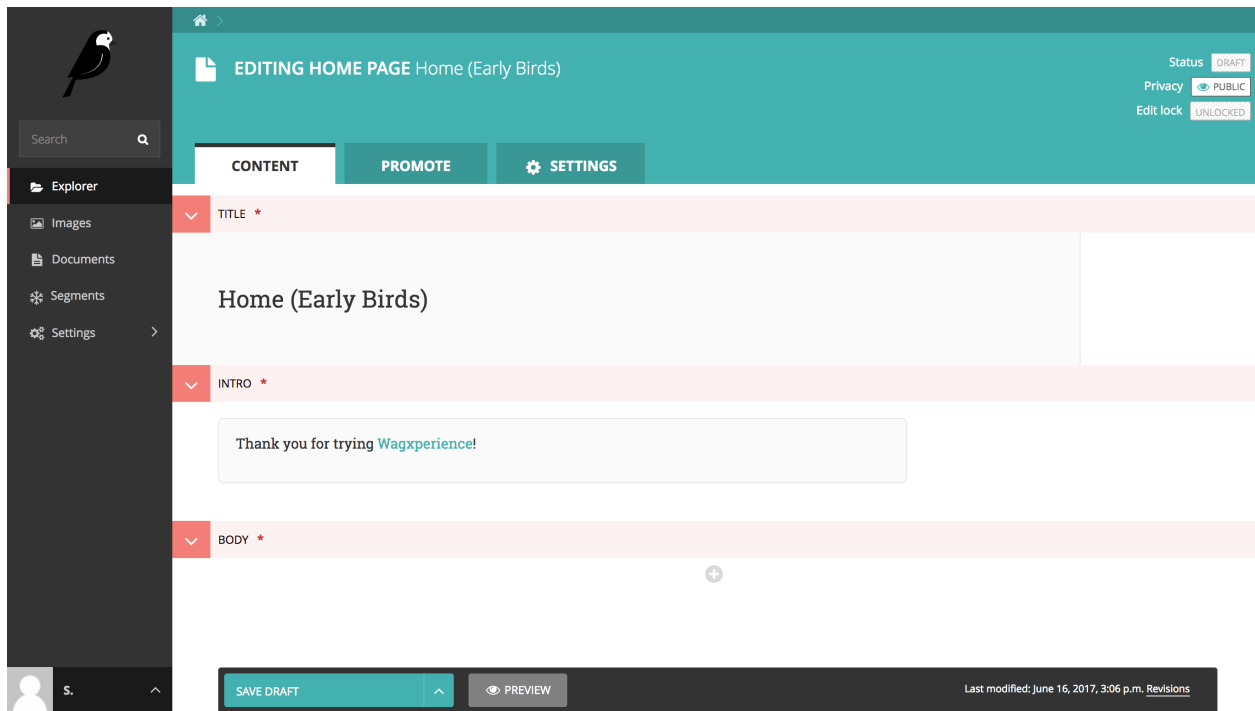 EDITING HOME PAGE Home (Early Birds)
Status DRAFT
Privacy PUBLIC
Edit lock UNLOCKED
Search
Explorer
Images
Documents
Segments
Settings
S.
CONTENT
PROMOTE
SETTINGS
TITLE *
Home (Early Birds)
INTRO *
Thank you for trying Wagxperience!
BODY *
SAVE DRAFT
PREVIEW
Last modified: June 16, 2017, 3:06 p.m. Revisions